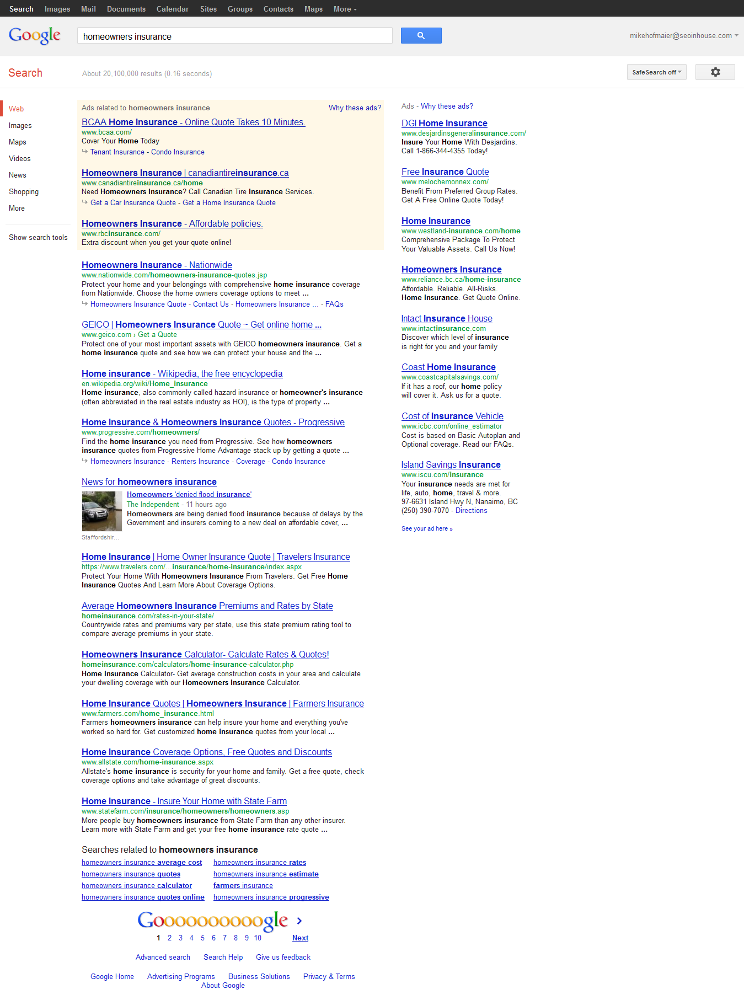 Search Images Mail Documents Calendar Sites Groups Contacts Maps More
Google
homeowners insurance
mikehofmaier@seoinhouse.com
Search
About 20,100,000 results (0.16 seconds)
SafeSearch off
Web
Images
Maps
Videos
News
Shopping
More
Show search tools
Ads related to homeowners insurance
Why these ads?
BCAA Home Insurance - Online Quote Takes 10 Minutes.
www.bcaa.com/
Cover Your Home Today
Tenant Insurance - Condo Insurance
Homeowners Insurance | canadiantireinsurance.ca
www.canadiantireinsurance.ca/home
Need Homeowners Insurance? Call Canadian Tire Insurance Services.
Get a Car Insurance Quote - Get a Home Insurance Quote
Homeowners Insurance - Affordable policies.
www.rbcinsurance.com/
Extra discount when you get your quote online!
Homeowners Insurance - Nationwide
www.nationwide.com/homeowners-insurance-quotes.jsp
Protect your home and your belongings with comprehensive home insurance coverage
from Nationwide. Choose the home owners coverage options to meet ...
Homeowners Insurance Quote - Contact Us - Homeowners Insurance ... - FAQs
GEICO | Homeowners Insurance Quote ~ Get online home ...
www.geico.com › Get a Quote
Protect one of your most important assets with GEICO homeowners insurance. Get a
home insurance quote and see how we can protect your house and the ...
Home insurance - Wikipedia, the free encyclopedia
en.wikipedia.org/wiki/Home_insurance
Home insurance, also commonly called hazard insurance or homeowner's insurance
(often abbreviated in the real estate industry as HOI), is the type of property ...
Home Insurance & Homeowners Insurance Quotes - Progressive
www.progressive.com/homeowners/
Find the home insurance you need from Progressive. See how homeowners
insurance quotes from Progressive Home Advantage stack up by getting a quote ...
Homeowners Insurance - Renters Insurance - Coverage - Condo Insurance
News for homeowners insurance
Homeowners 'denied flood insurance'
The Independent - 11 hours ago
Homeowners are being denied flood insurance because of delays by the
Government and insurers coming to a new deal on affordable cover, ...
Staffordshir...
Home Insurance | Home Owner Insurance Quote | Travelers Insurance
https://www.travelers.com/...insurance/home-insurance/index.aspx
Protect Your Home With Homeowners Insurance From Travelers. Get Free Home
Insurance Quotes And Learn More About Coverage Options.
Average Homeowners Insurance Premiums and Rates by State
homeinsurance.com/rates-in-your-state/
Countrywide rates and premiums vary per state, use this state premium rating tool to
compare average premiums in your state.
Homeowners Insurance Calculator- Calculate Rates & Quotes!
homeinsurance.com/calculators/home-insurance-calculator.php
Home Insurance Calculator- Get average construction costs in your area and calculate
your dwelling coverage with our Homeowners Insurance Calculator.
Home Insurance Quotes | Homeowners Insurance | Farmers Insurance
www.farmers.com/home_insurance.html
Farmers homeowners insurance can help insure your home and everything you've
worked so hard for. Get customized home insurance quotes from your local ...
Home Insurance Coverage Options, Free Quotes and Discounts
www.allstate.com/home-insurance.aspx
Allstate's home insurance is security for your home and family. Get a free quote, check
coverage options and take advantage of great discounts.
Home Insurance - Insure Your Home with State Farm
www.statefarm.com/insurance/homeowners/homeowners.asp
More people buy homeowners insurance from State Farm than any other insurer.
Learn more with State Farm and get your free home insurance rate quote ...
Ads - Why these ads?
DGI Home Insurance
www.desjardinsgeneralinsurance.com/
Insure Your Home With Desjardins.
Call 1-866-344-4355 Today!
Free Insurance Quote
www.melochemonnex.com/
Benefit From Preferred Group Rates.
Get A Free Online Quote Today!
Home Insurance
www.westland-insurance.com/home
Comprehensive Package To Protect
Your Valuable Assets. Call Us Now!
Homeowners Insurance
www.reliance.bc.ca/home-insurance
Affordable. Reliable. All-Risks.
Home Insurance. Get Quote Online.
Intact Insurance House
www.intactinsurance.com
Discover which level of insurance
is right for you and your family
Coast Home Insurance
www.coastcapitalsavings.com/
If it has a roof, our home policy
will cover it. Ask us for a quote.
Cost of Insurance Vehicle
www.icbc.com/online_estimator
Cost is based on Basic Autoplan and
Optional coverage. Read our FAQs.
Island Savings Insurance
www.iscu.com/insurance
Your insurance needs are met for
life, auto, home, travel & more.
97-6631 Island Hwy N, Nanaimo, BC
(250) 390-7070 - Directions
See your ad here »
Searches related to homeowners insurance
homeowners insurance average cost homeowners insurance rates
homeowners insurance quotes homeowners insurance estimate
homeowners insurance calculator farmers insurance
homeowners insurance quotes online homeowners insurance progressive
Goooooooooogle
1 2 3 4 5 6 7 8 9 10 Next
Advanced search Search Help Give us feedback
Google Home Advertising Programs Business Solutions Privacy & Terms
About Google